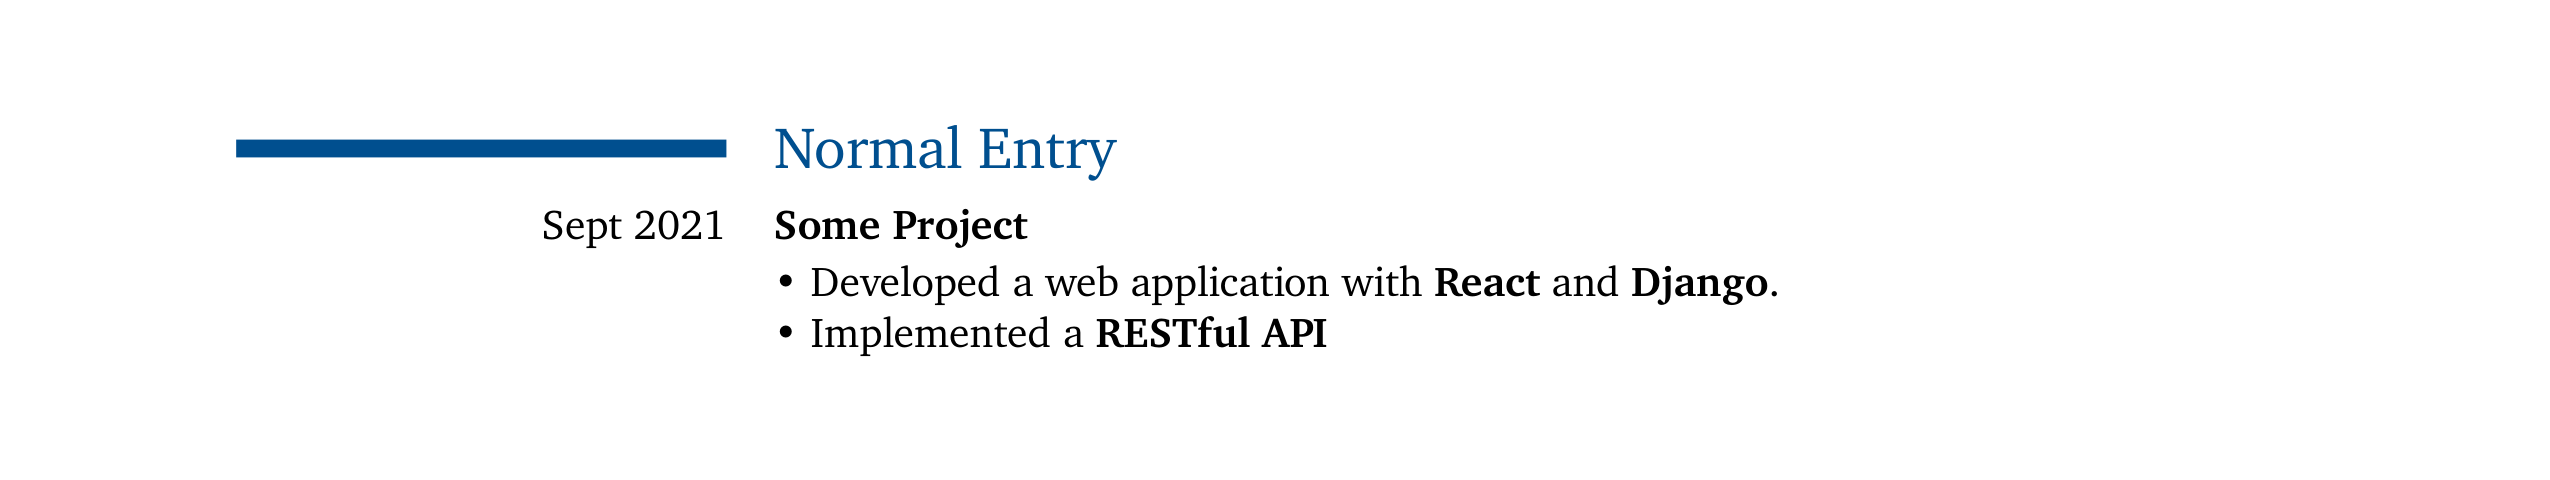 Normal Entry
Sept 2021 Some Project
• Developed a web application with React and Django.
• Implemented a RESTful API